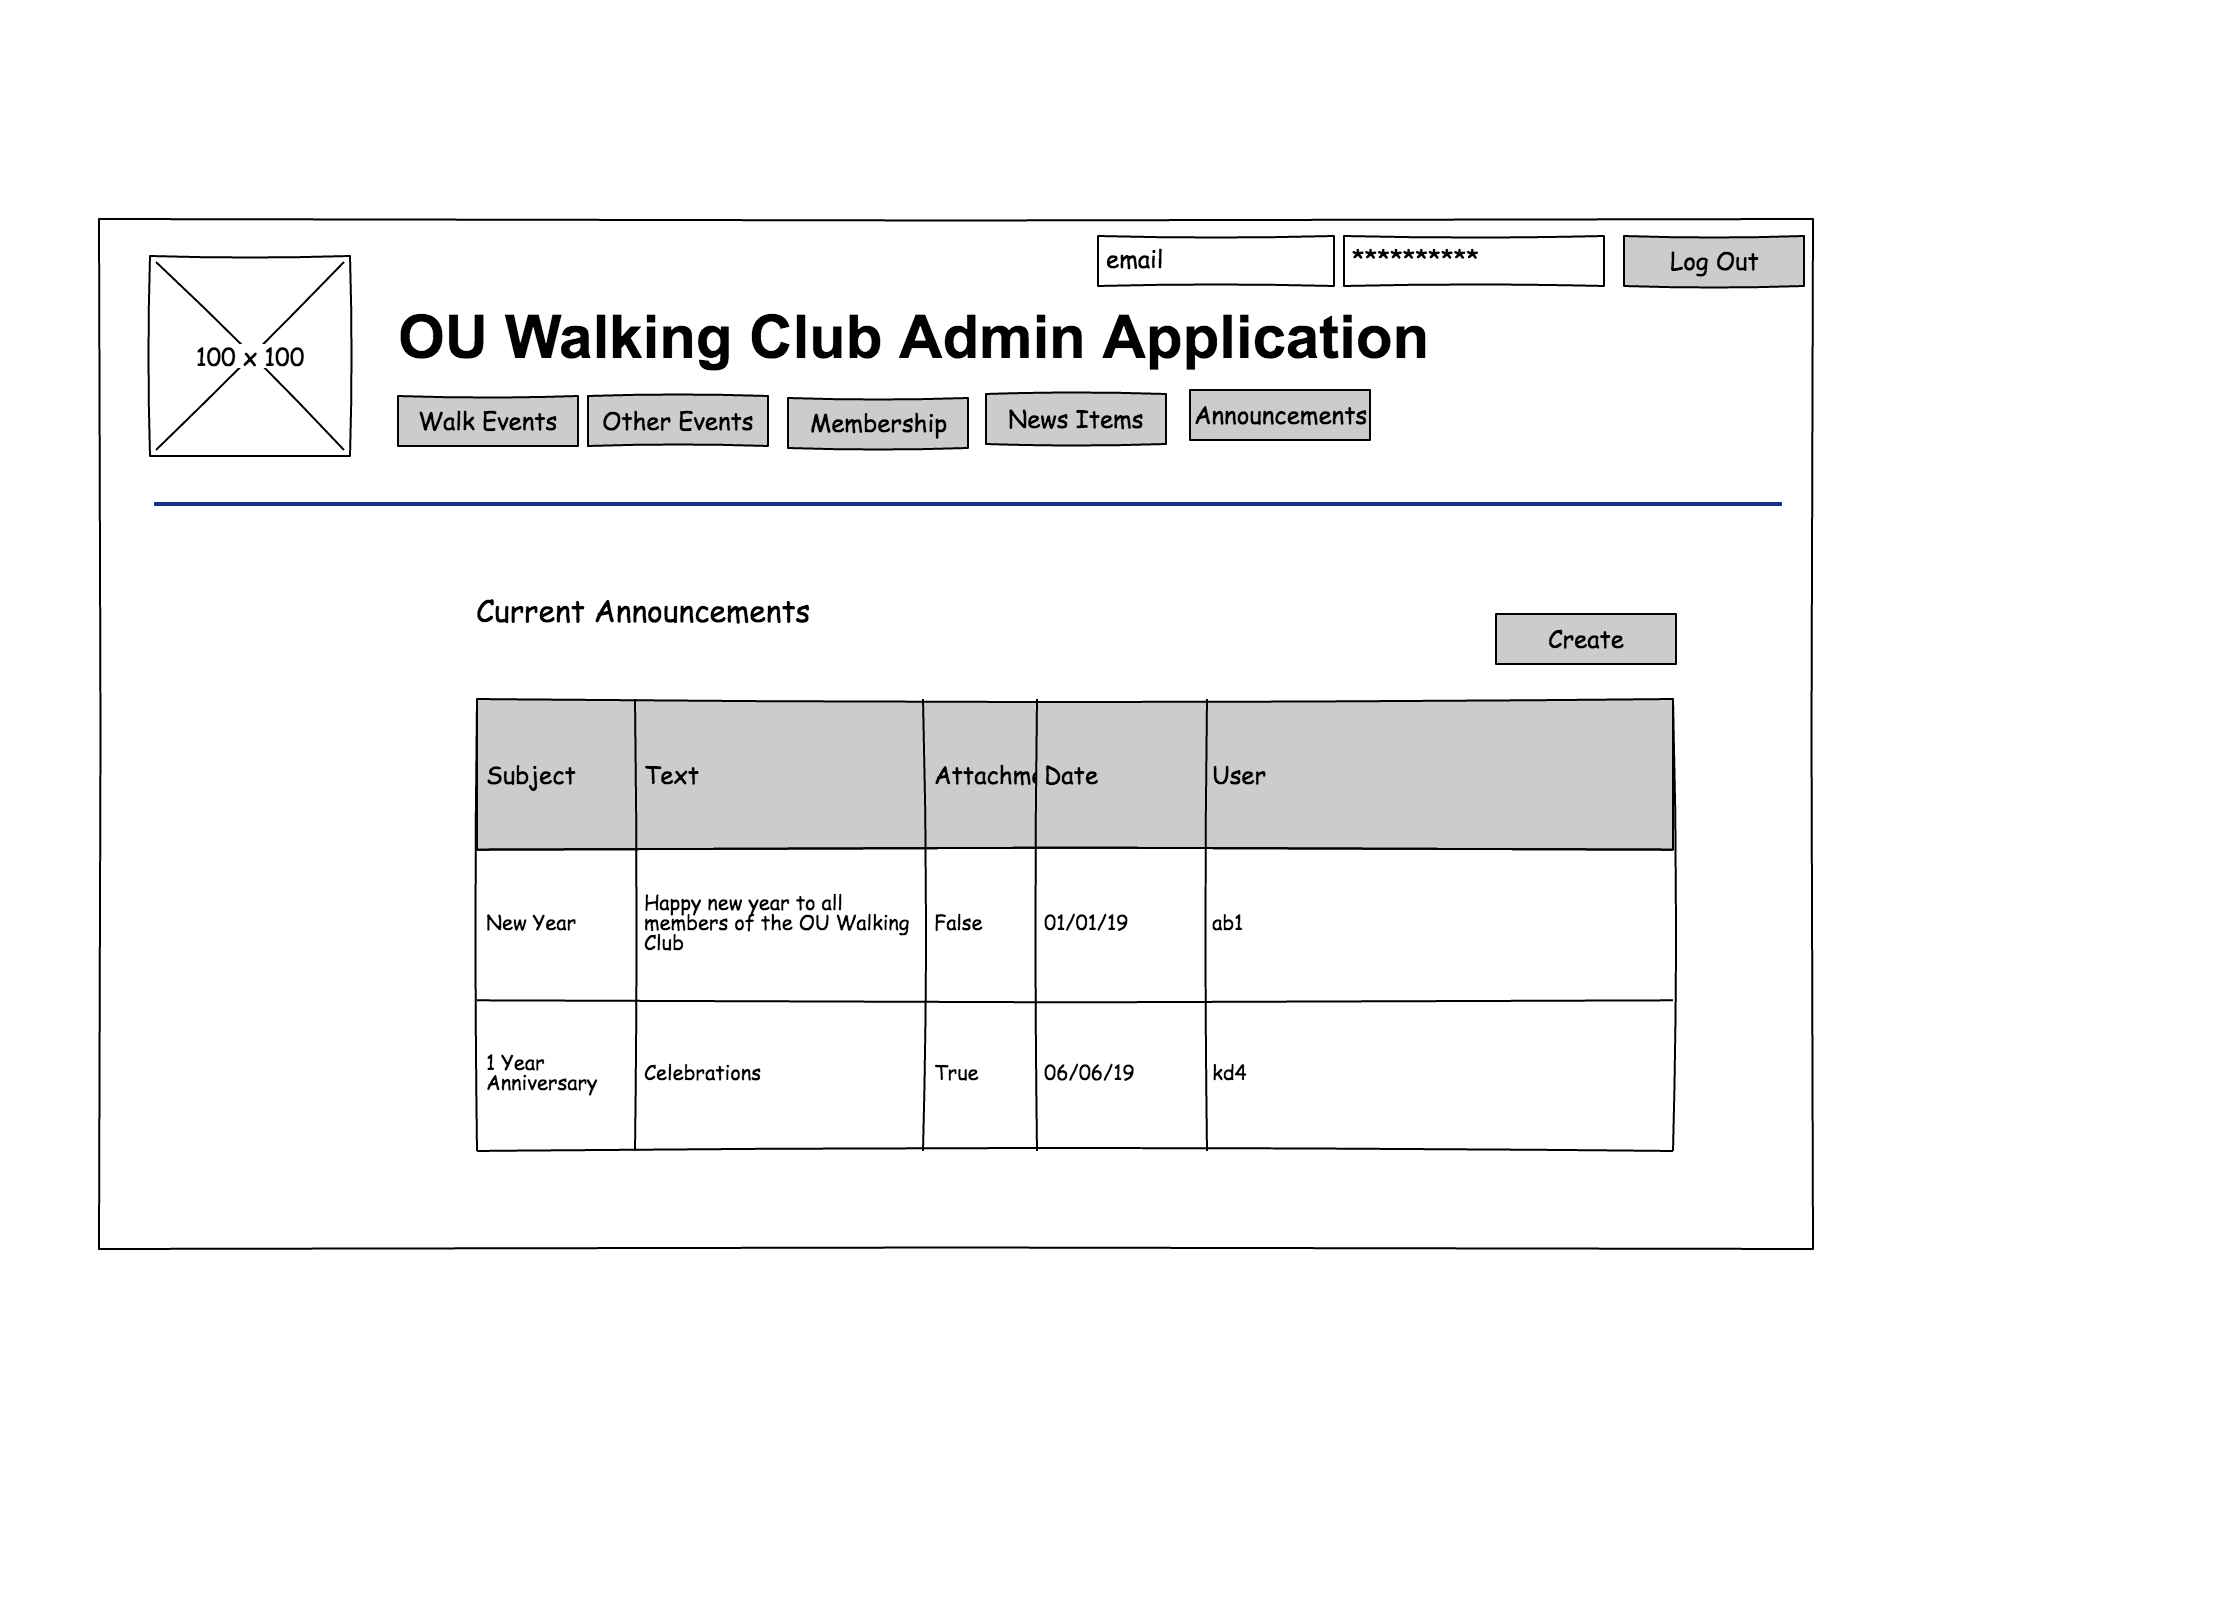 email
**********
Log Out
100 x 100
OU Walking Club Admin Application
Walk Events
Other Events
Membership
News Items
Announcements
Current Announcements
Create
Subject
Text
Attachme
Date
User
New Year
Happy new year to all
members of the OU Walking
Club
False
01/01/19
ab1
1 Year
Anniversary
Celebrations
True
06/06/19
kd4